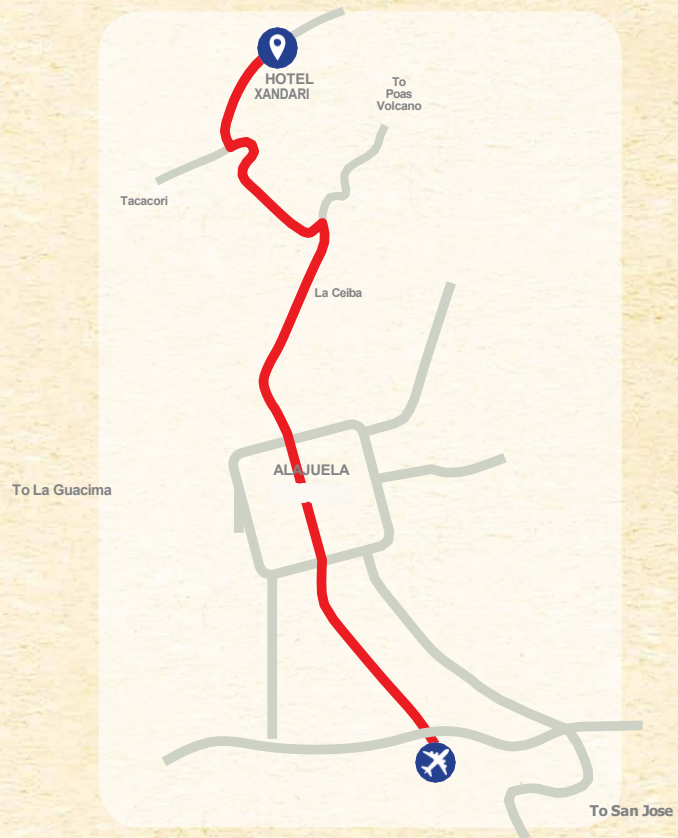 HOTEL
XANDARI
To
Poas
Volcano
Tacacori
La Ceiba
ALAJUELA
To La Guacima
To San Jose